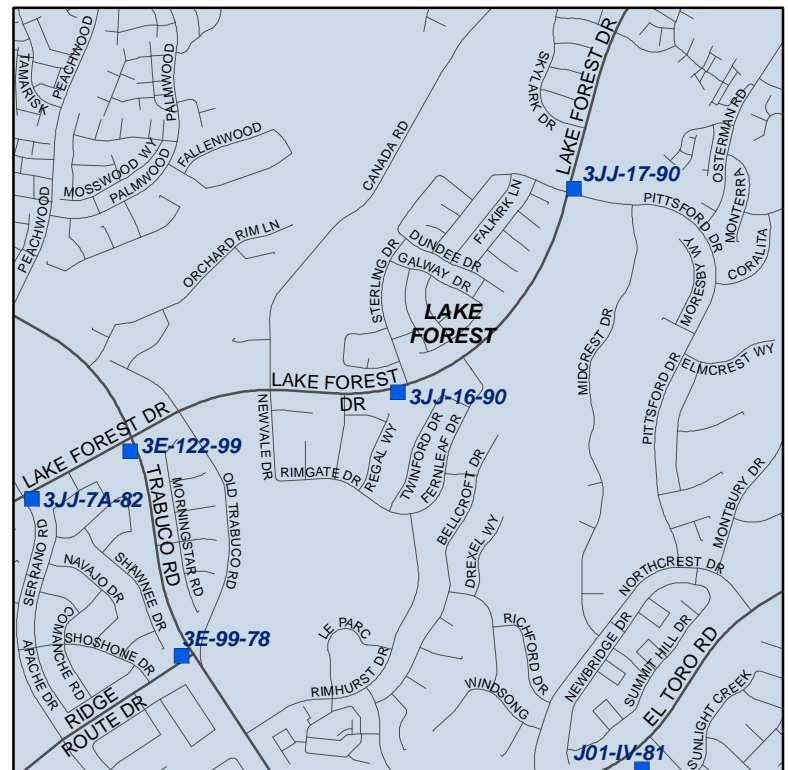 PEACHWOOD
TAMARISK
PALMWOOD
MOSSWOOD WY
PALMWOOD
FALLENWOOD
PEACHWOOD
ORCHARD RIM LN
CANADA RD
SKYLARK DR
LAKE FOREST DR
3JJ-17-90
OSTERMAN RD
MONTERRA
PITTSFORD DR
CORALITA
MORESBY WY
FALKIRK LN
DUNDEE DR
GALWAY DR
STERLING DR
LAKE
FOREST
MIDCREST DR
ELMCREST WY
PITTSFORD DR
LAKE FOREST
DR
3JJ-16-90
NEWVALE DR
REGAL WY
RIMGATE DR
TWINFORD DR
FERNLEAF DR
LAKE FOREST DR
3E-122-99
3JJ-7A-82
TRABUCO RD
MORNINGSTAR RD
OLD TRABUCO RD
SERRANO RD
NAVAJO DR
SHAWNEE DR
COMANCHE RD
SHOSHONE DR
APACHE DR
3E-99-78
RIDGE
ROUTE DR
BELLCROFT DR
DREXEL WY
LE PARC
RIMHURST DR
RICHFORD DR
WINDSONG
MONTBURY DR
NORTHCREST DR
NEWBRIDGE DR
SUMMIT HILL DR
EL TORO RD
SUNLIGHT CREEK
J01-IV-81